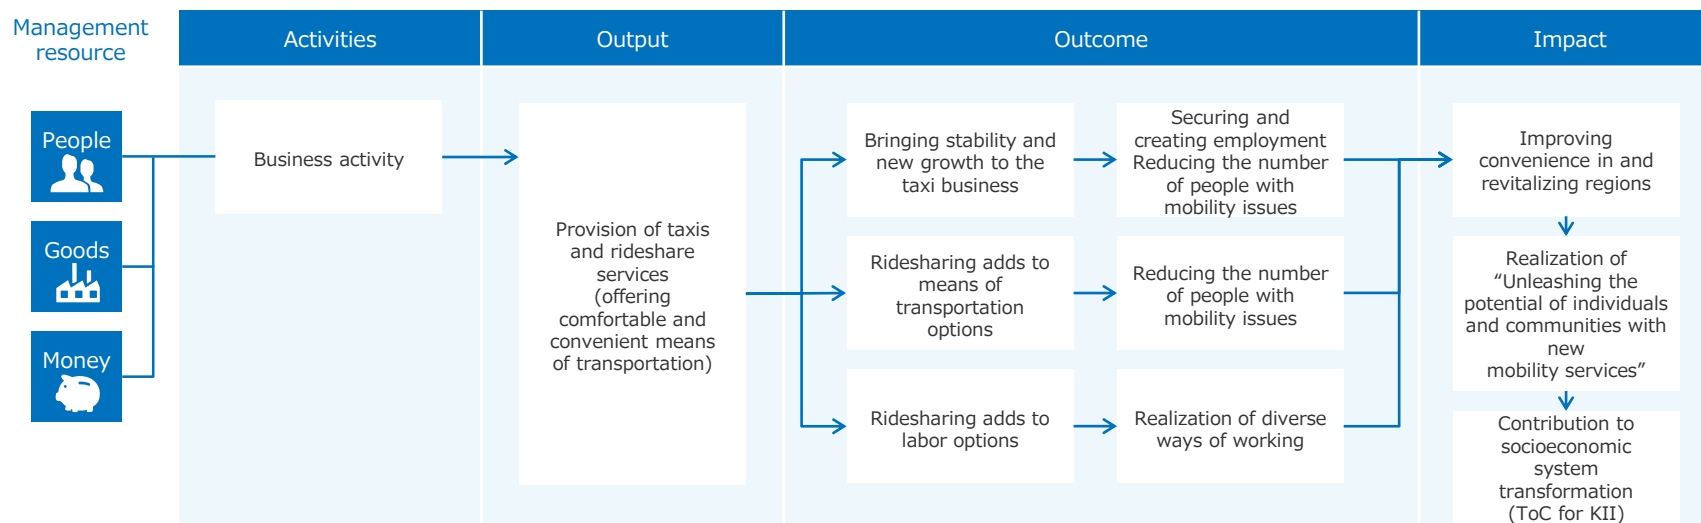 Management
resource
Activities
Output
Outcome
Impact
People
Goods
Money
Business activity
Provision of taxis
and rideshare
services
(offering
comfortable and
convenient means
of transportation)
Bringing stability and
new growth to the
taxi business
Securing and
creating employment
Reducing the number
of people with
mobility issues
Ridesharing adds to
means of
transportation
options
Reducing the number
of people with
mobility issues
Ridesharing adds to
labor options
Realization of diverse
ways of working
Improving
convenience in and
revitalizing regions
Realization of
“Unleashing the
potential of individuals
and communities with
new
mobility services”
Contribution to
socioeconomic
system
transformation
(ToC for KII)